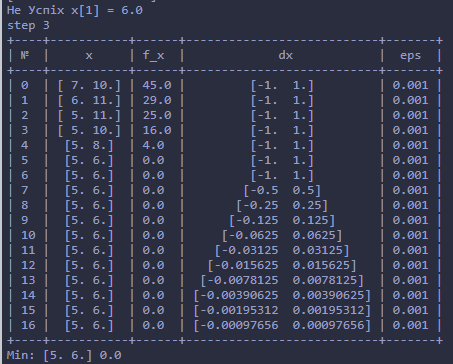 Не Успіх x[1] = 6.0
step 3
+----+-----------+------+---------------------------+-------+
| № |     x     | f_x  |             dx            |  eps  |
+----+-----------+------+---------------------------+-------+
| 0  | [ 7. 10.] | 45.0 |         [-1.  1.]         | 0.001 |
| 1  | [ 6. 11.] | 29.0 |         [-1.  1.]         | 0.001 |
| 2  | [ 5. 11.] | 25.0 |         [-1.  1.]         | 0.001 |
| 3  | [ 5. 10.] | 16.0 |         [-1.  1.]         | 0.001 |
| 4  |  [5. 8.]  | 4.0  |         [-1.  1.]         | 0.001 |
| 5  |  [5. 6.]  | 0.0  |         [-1.  1.]         | 0.001 |
| 6  |  [5. 6.]  | 0.0  |         [-1.  1.]         | 0.001 |
| 7  |  [5. 6.]  | 0.0  |        [-0.5  0.5]        | 0.001 |
| 8  |  [5. 6.]  | 0.0  |       [-0.25  0.25]       | 0.001 |
| 9  |  [5. 6.]  | 0.0  |      [-0.125  0.125]      | 0.001 |
| 10 |  [5. 6.]  | 0.0  |     [-0.0625  0.0625]     | 0.001 |
| 11 |  [5. 6.]  | 0.0  |    [-0.03125  0.03125]    | 0.001 |
| 12 |  [5. 6.]  | 0.0  |   [-0.015625  0.015625]   | 0.001 |
| 13 |  [5. 6.]  | 0.0  |  [-0.0078125  0.0078125]  | 0.001 |
| 14 |  [5. 6.]  | 0.0  | [-0.00390625  0.00390625] | 0.001 |
| 15 |  [5. 6.]  | 0.0  | [-0.00195312  0.00195312] | 0.001 |
| 16 |  [5. 6.]  | 0.0  | [-0.00097656  0.00097656] | 0.001 |
+----+-----------+------+---------------------------+-------+
Min: [5. 6.] 0.0